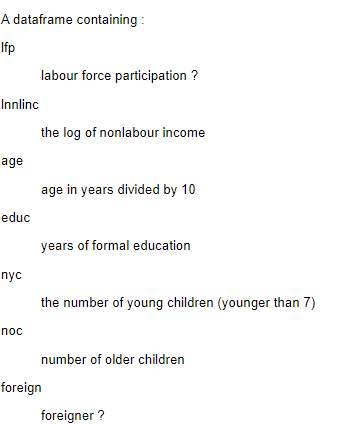 A dataframe containing :
lfp
labour force participation ?
lnnlinc
the log of nonlabour income
age
age in years divided by 10
educ
years of formal education
nyc
the number of young children (younger than 7)
noc
number of older children
foreign
foreigner ?